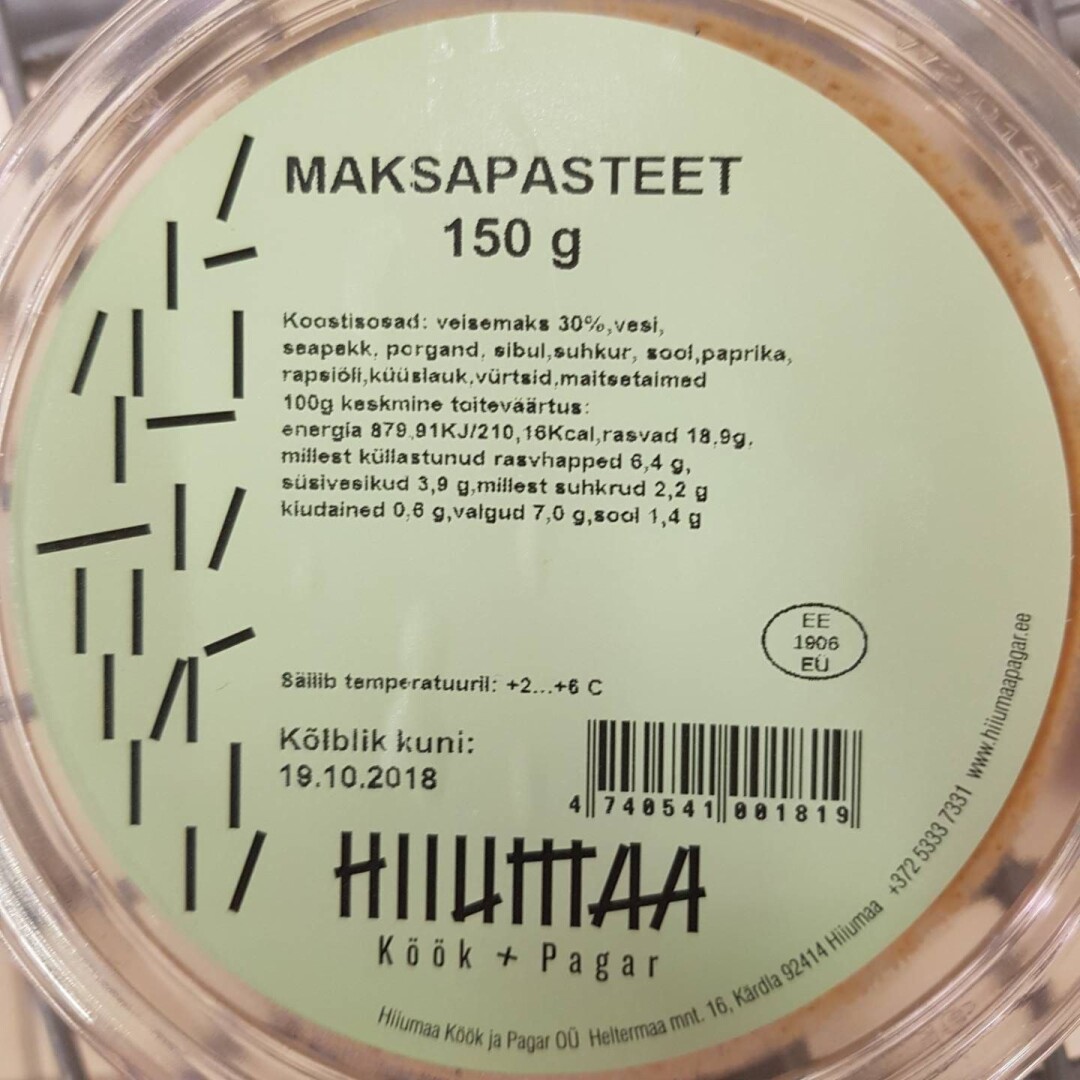 MAKSAPASTEET
150 g
Koostisosad: veisemaks 30%,vesi,
seapekk, porgand, sibul,suhkur, sool,paprika,
rapsiõli,küüslauk,vürtsid,maitsetaimed
100g keskmine toiteväärtus:
energia 879,91KJ/210,16Kcal,rasvad 18,9g,
millest küllastunud rasvhapped 6,4 g,
süsivesikud 3,9 g,millest suhkrud 2,2 g
kiudained 0,6 g,valgud 7,0 g,sool 1,4 g
EE
1906
EÜ
Säilib temperatuuril: +2...+6 C
Kõlblik kuni:
19.10.2018
4 740541 001819
HIIUMAA
Köök + Pagar
Hiiumaa Köök ja Pagar OÜ Heltermaa mnt. 16, Kärdla 92414 Hiiumaa +372 5333 7331 www.hiiumaapagar.ee